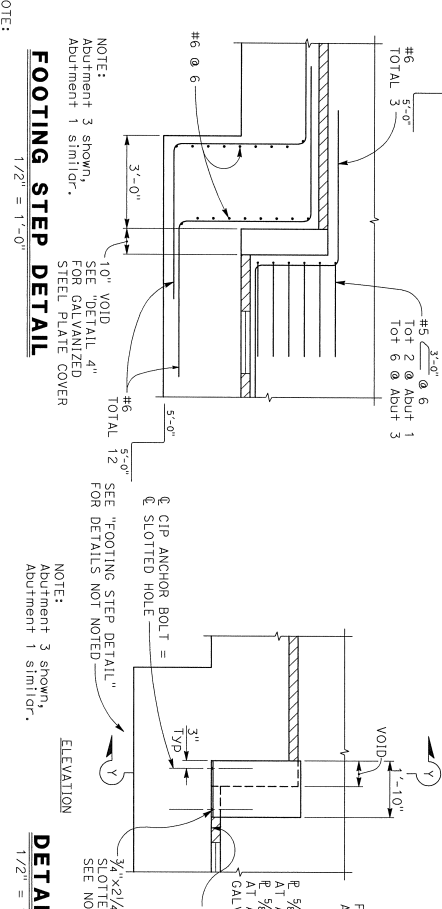 #6
TOTAL 3
5'-0"
#5 @ 6
3'-0"
Tot 2 @ Abut 1
Tot 6 @ Abut 3
#6 @ 6
3'-0"
10" VOID
SEE "DETAIL 4"
FOR GALVANIZED
STEEL PLATE COVER
#6
TOTAL 12
5'-0"
5'-0"
NOTE:
Abutment 3 shown,
Abutment 1 similar.
FOOTING STEP DETAIL
1/2" = 1'-0"
NOTE:
VOID
1'-10"
Y
Y
℄ CIP ANCHOR BOLT =
℄ SLOTTED HOLE
3"
Typ
SEE "FOOTING STEP DETAIL"
FOR DETAILS NOT NOTED
ELEVATION
NOTE:
Abutment 3 shown,
Abutment 1 similar.